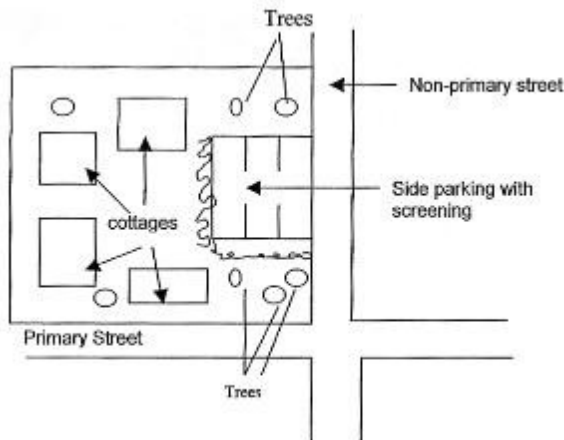 Trees
Non-primary street
Side parking with
screening
cottages
Primary Street
Trees